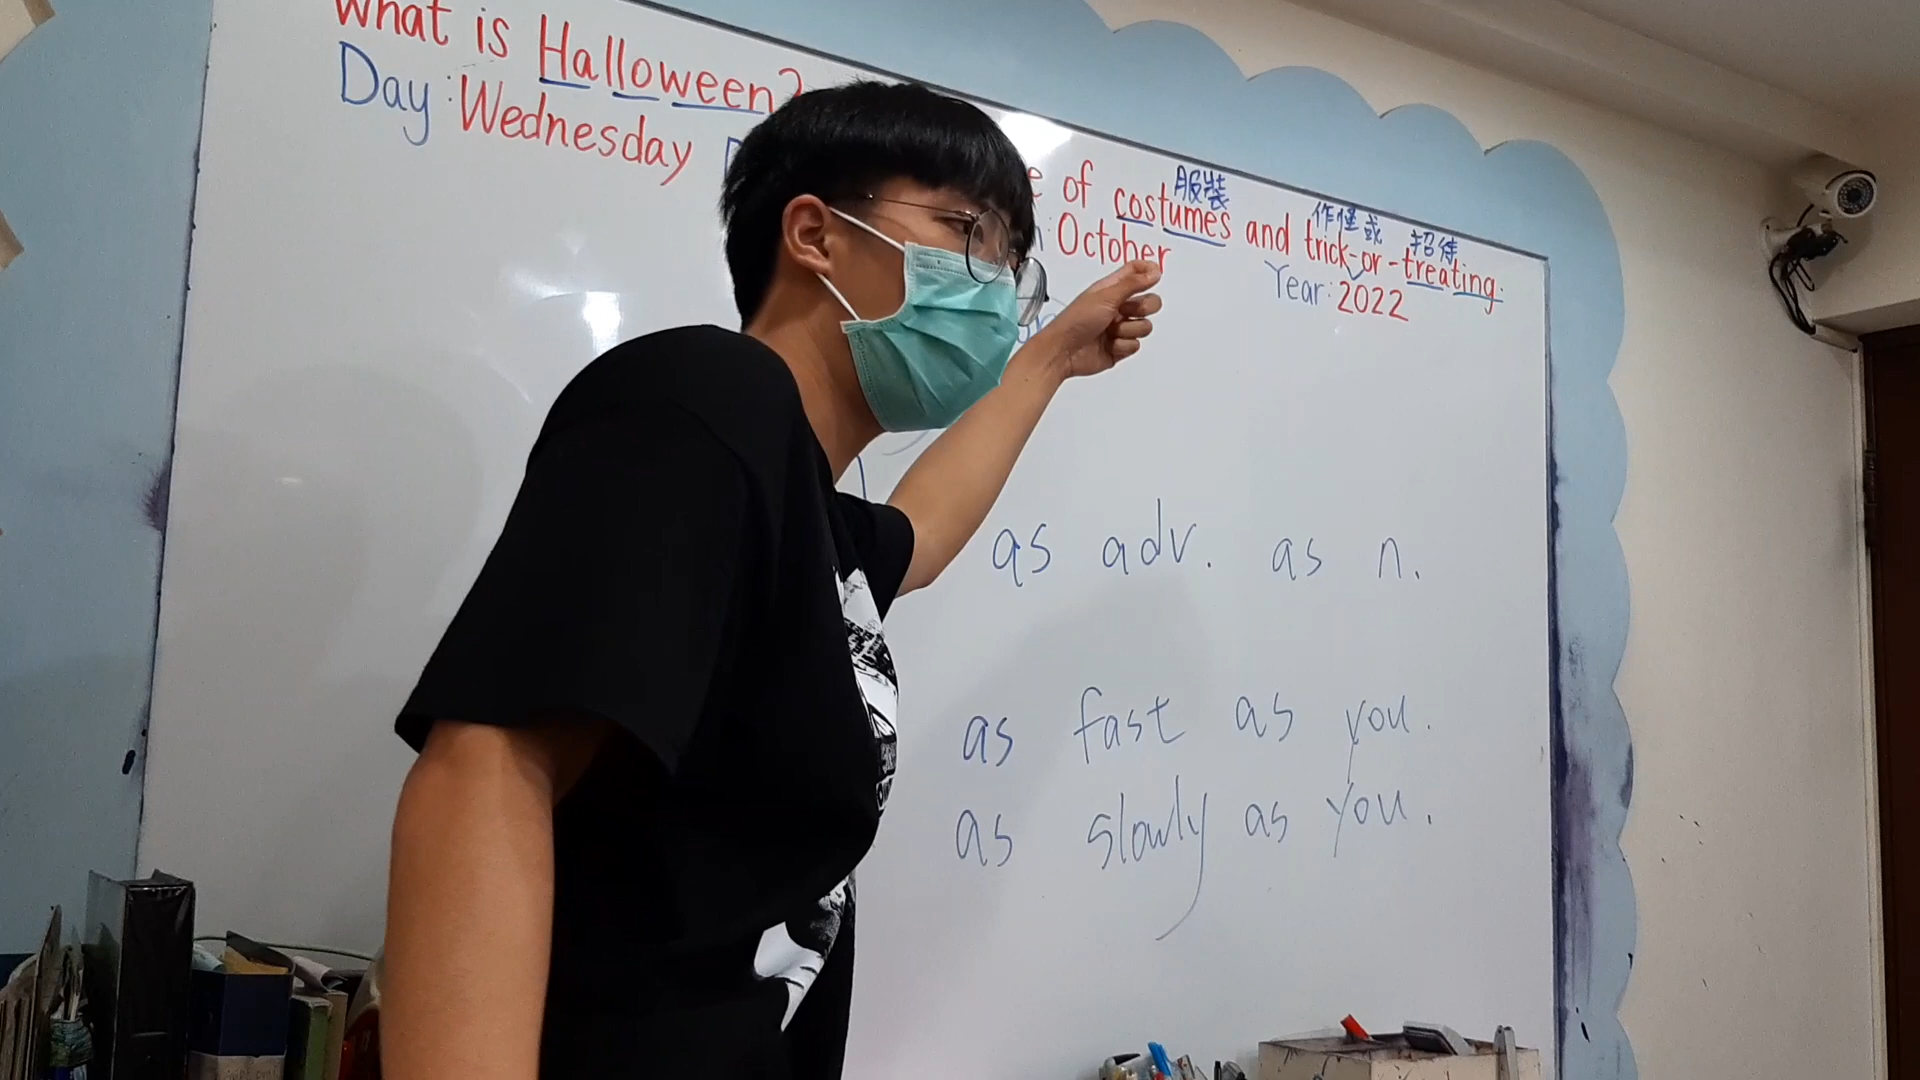 What is Halloween?
of costumes and trick-or-treating.
服裝 作怪或 招待
Day: Wednesday October Year: 2022
as adv. as n.
as fast as you.
as slowly as you.